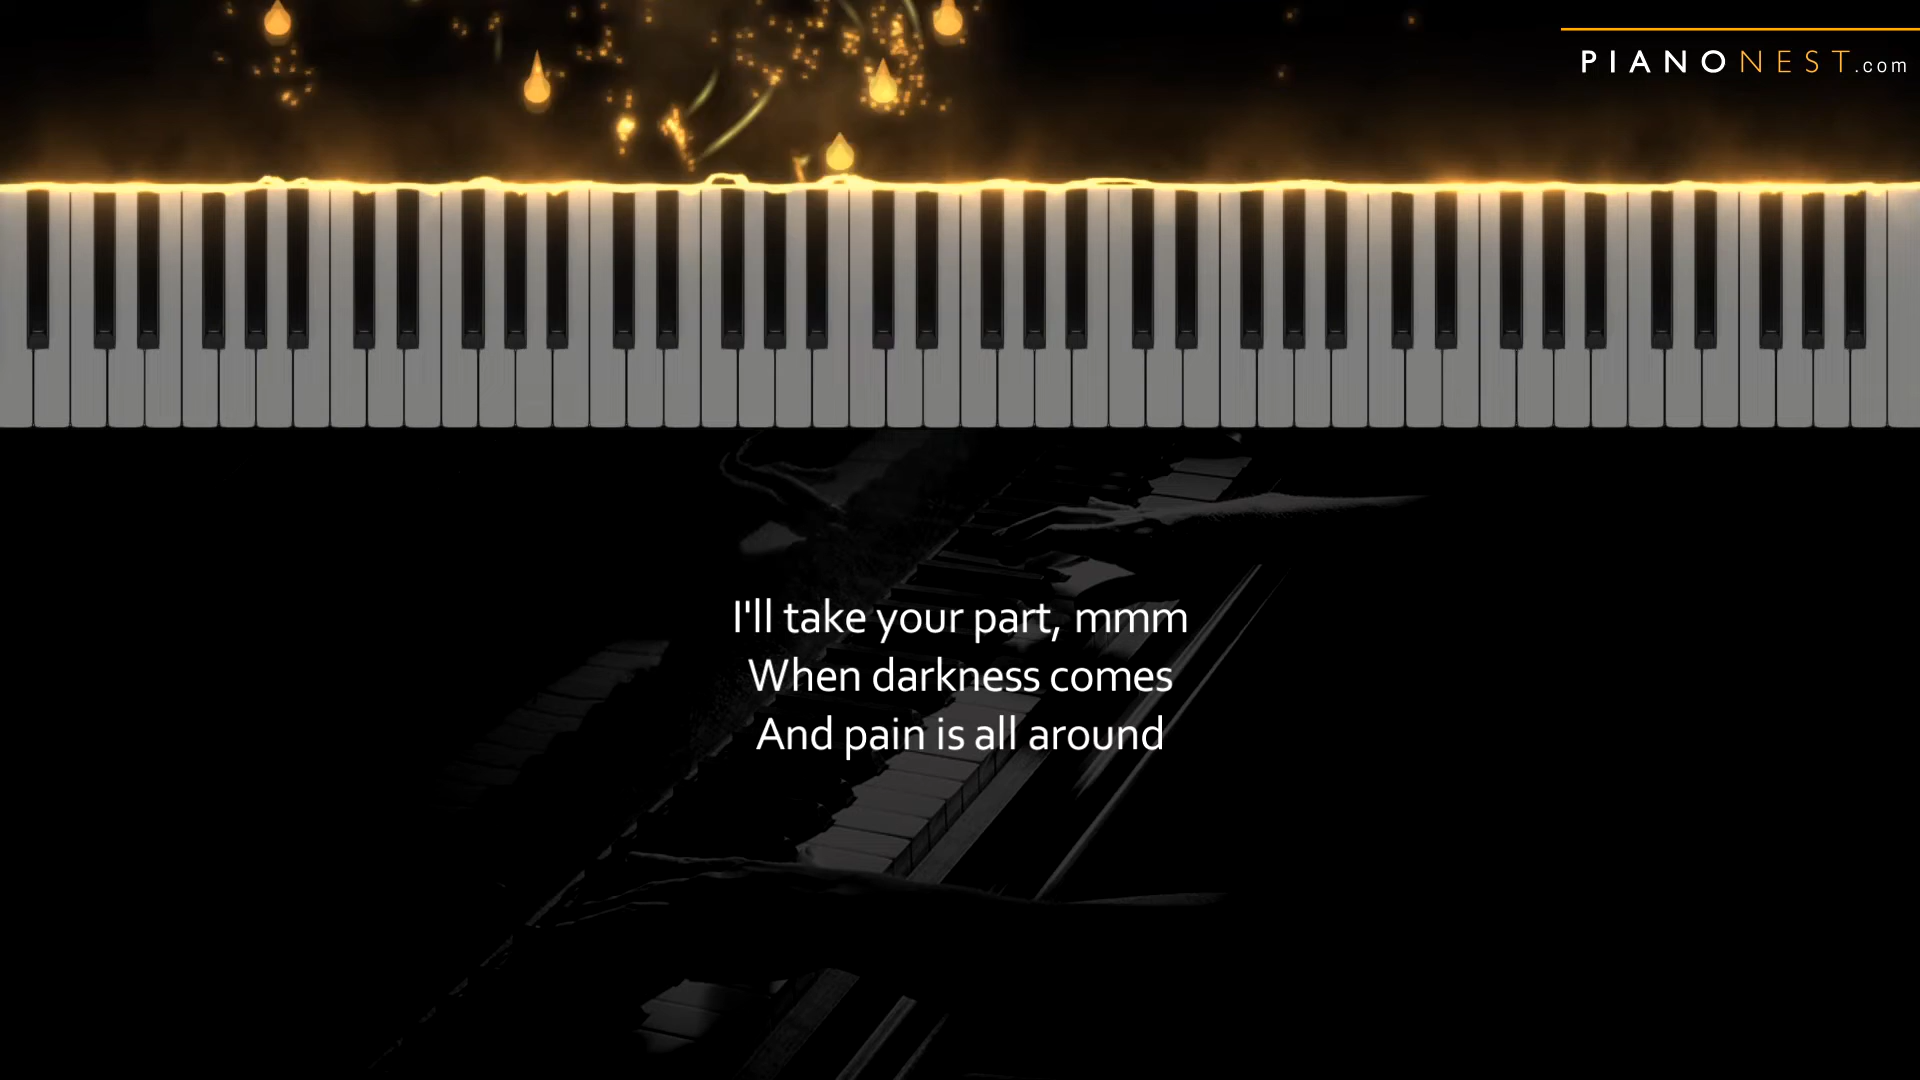 PIANONEST.com
I'll take your part, mmm
When darkness comes
And pain is all around